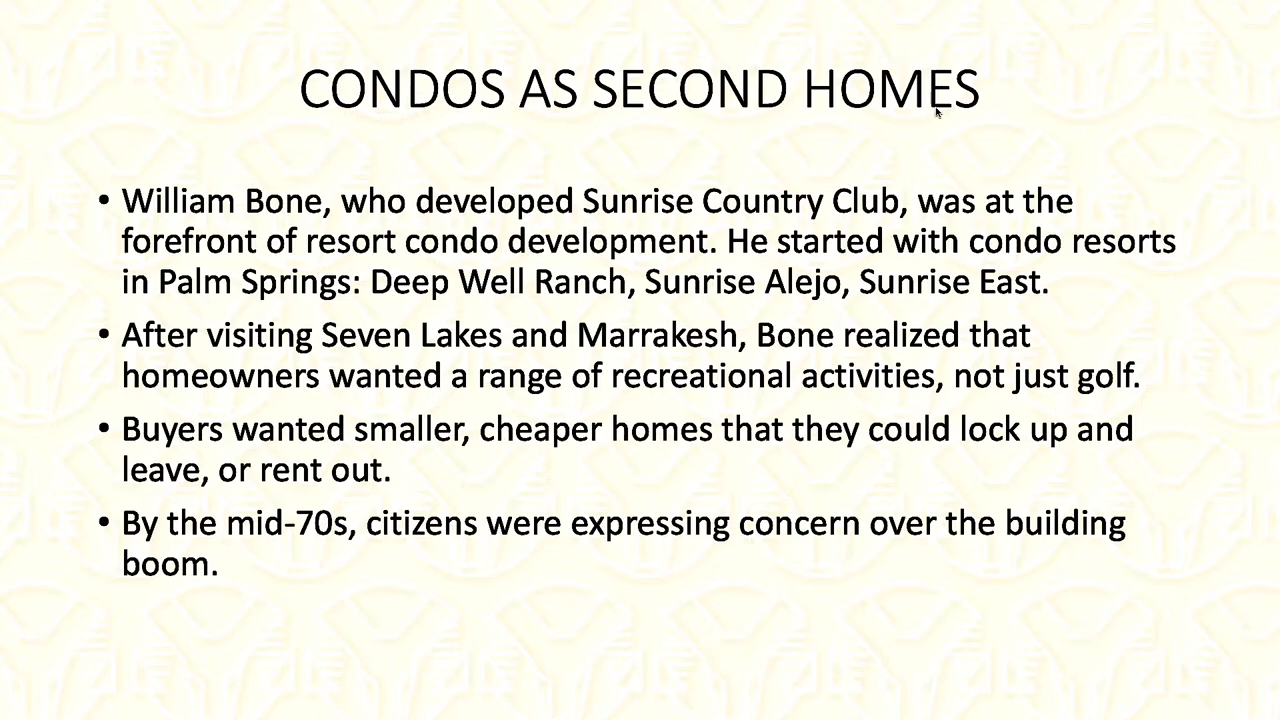 CONDOS AS SECOND HOMES
• William Bone, who developed Sunrise Country Club, was at the
forefront of resort condo development. He started with condo resorts
in Palm Springs: Deep Well Ranch, Sunrise Alejo, Sunrise East.
• After visiting Seven Lakes and Marrakesh, Bone realized that
homeowners wanted a range of recreational activities, not just golf.
• Buyers wanted smaller, cheaper homes that they could lock up and
leave, or rent out.
• By the mid-70s, citizens were expressing concern over the building
boom.